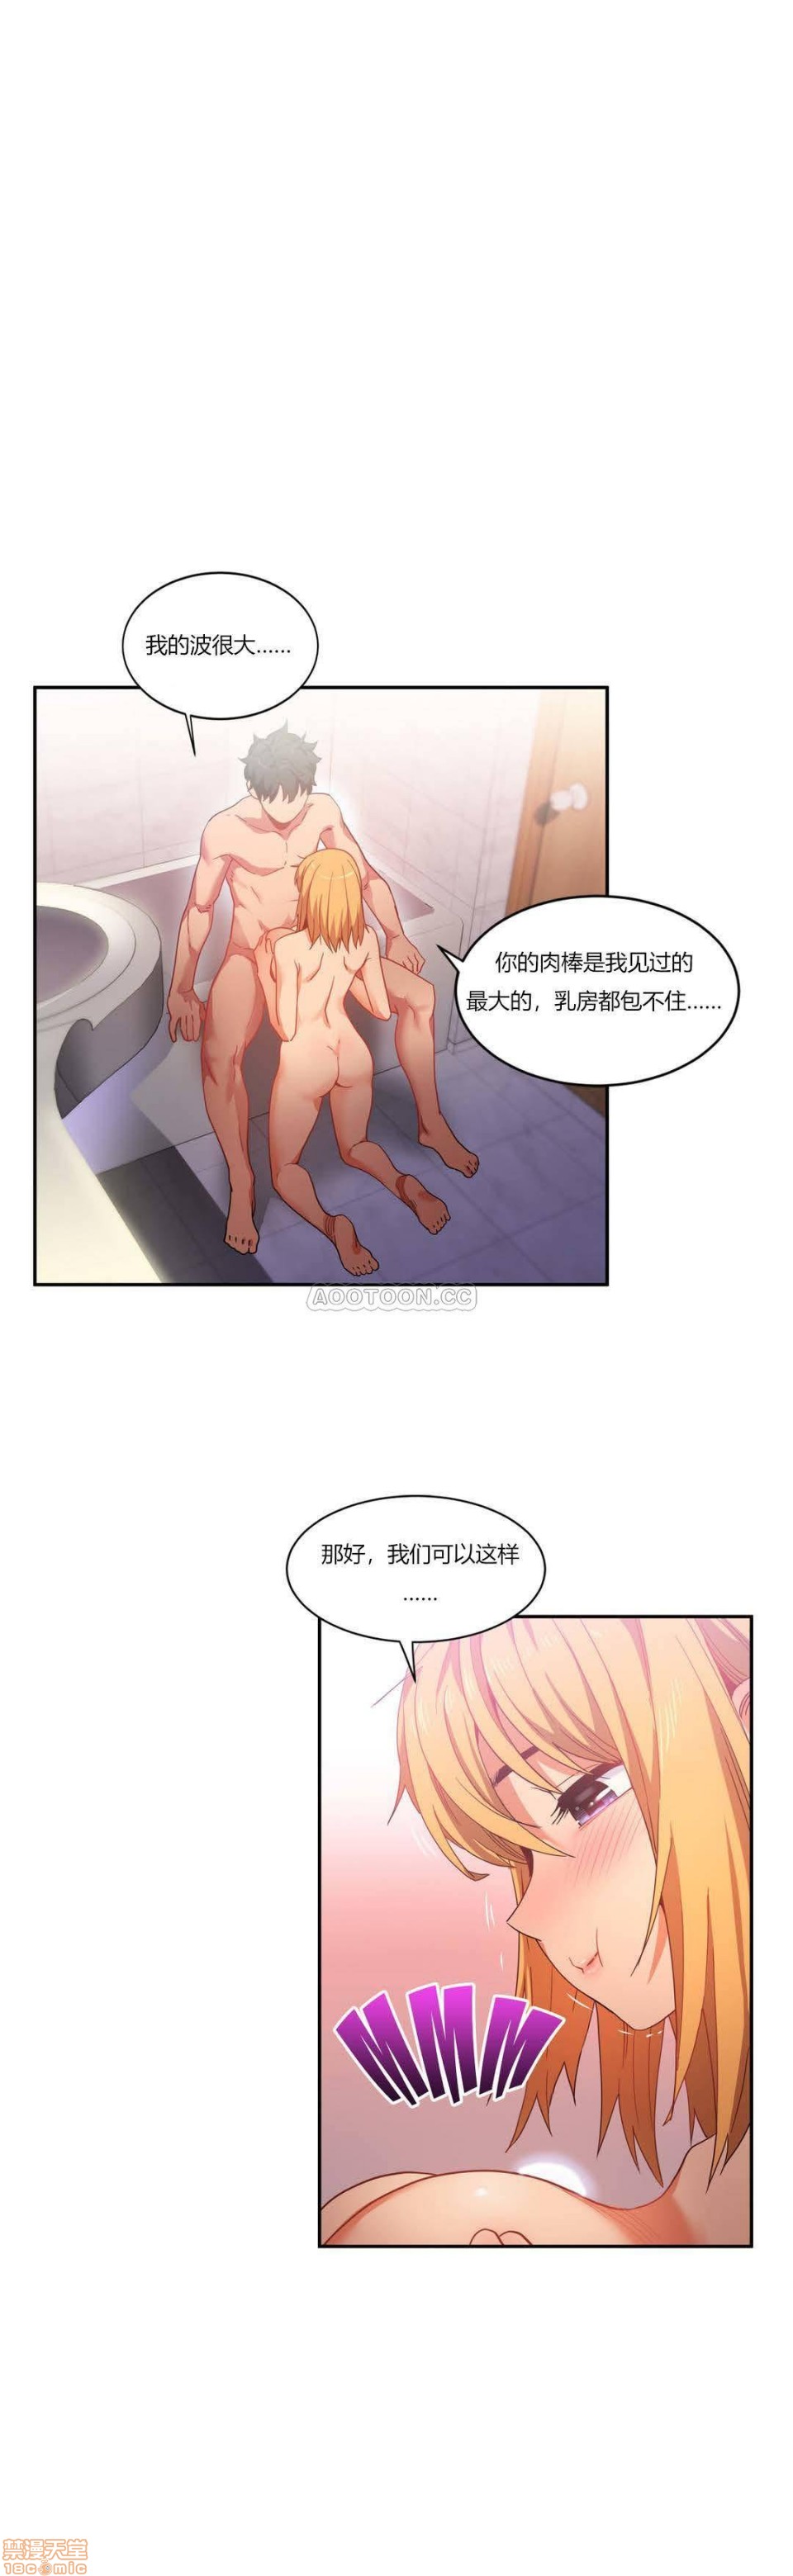 我的波很大……
你的肉棒是我见过的
最大的，乳房都包不住……
AOOTOON.CC
那好，我们可以这样
……
MMM
禁漫天堂
18comic